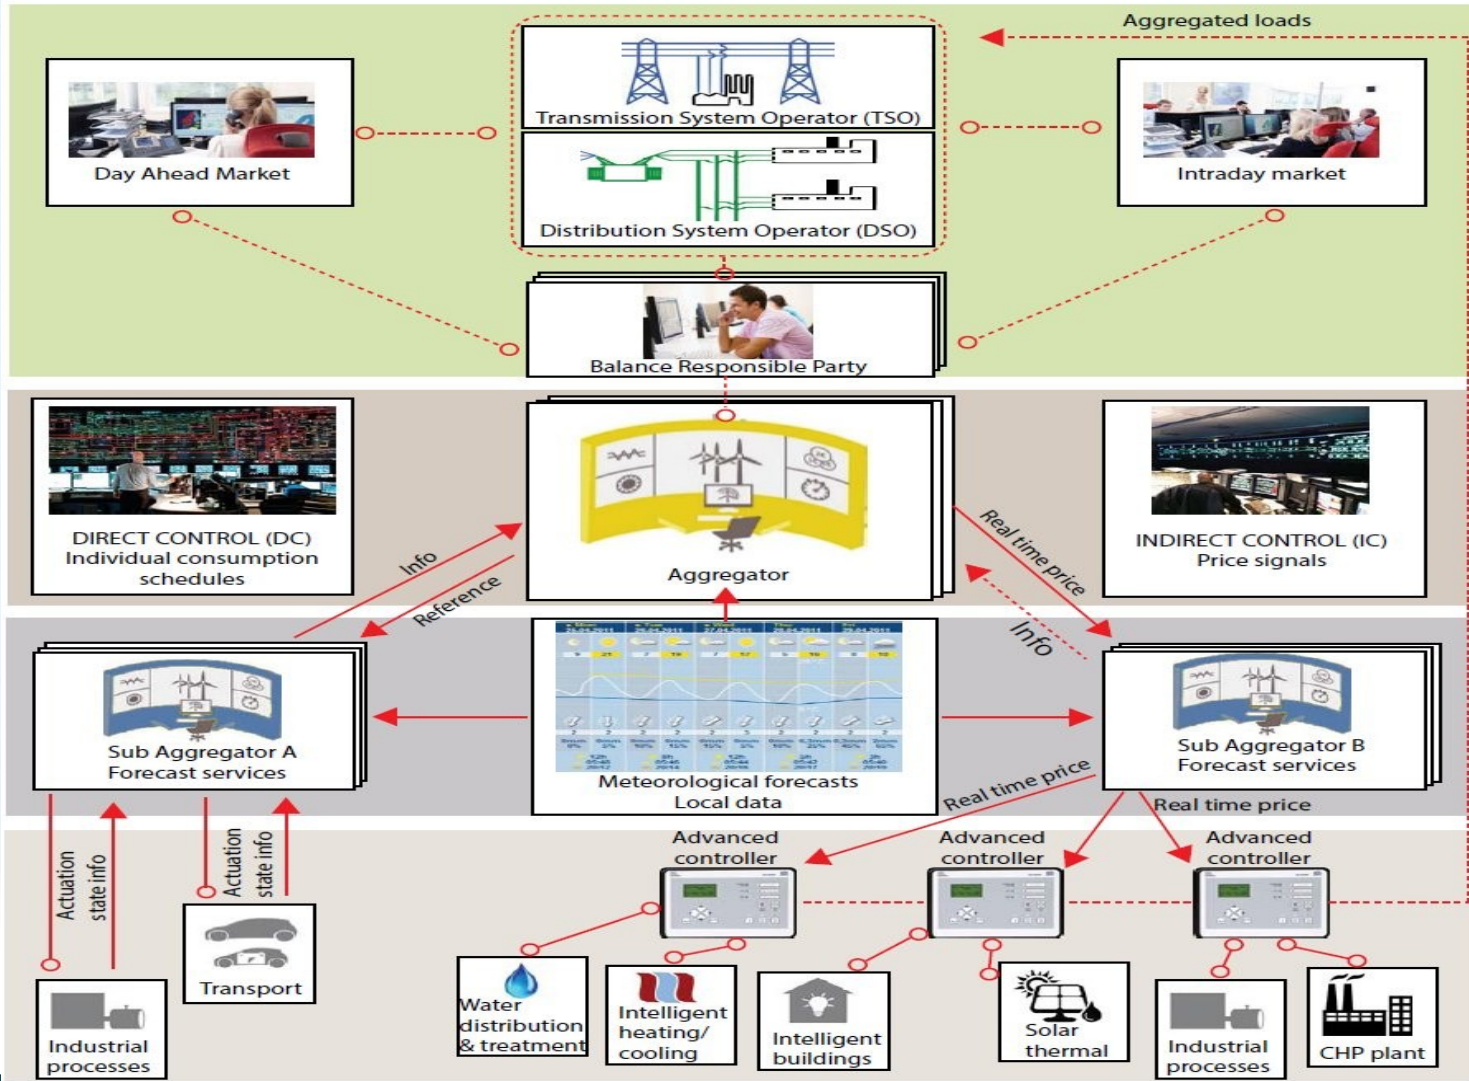 Aggregated loads
Transmission System Operator (TSO)
Day Ahead Market
Intraday market
Distribution System Operator (DSO)
Balance Responsible Party
DIRECT CONTROL (DC)
Individual consumption
schedules
Info
Reference
Aggregator
Real time price
INDIRECT CONTROL (IC)
Price signals
Info
Sub Aggregator A
Forecast services
Meteorological forecasts
Local data
Sub Aggregator B
Forecast services
Real time price
Real time price
Actuation
state info
Actuation
state info
Advanced
controller
Advanced
controller
Advanced
controller
Industrial
processes
Transport
Water
distribution
& treatment
Intelligent
heating/
cooling
Intelligent
buildings
Solar
thermal
Industrial
processes
CHP plant